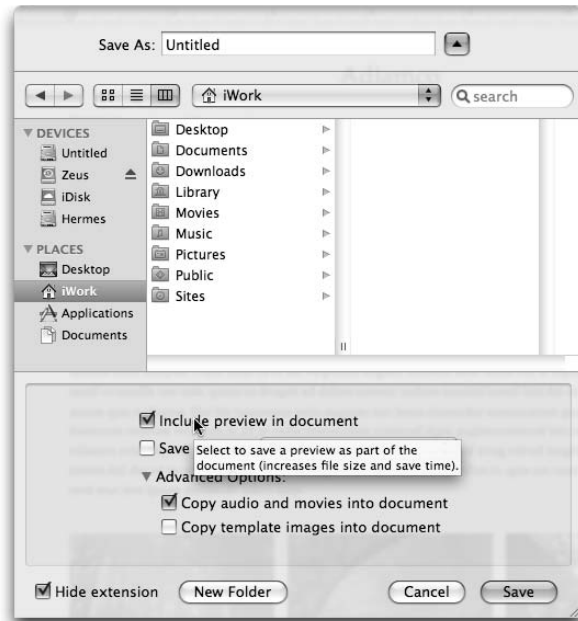 Save As: Untitled
iWork
search
DEVICES
Untitled
Zeus
iDisk
Hermes
PLACES
Desktop
iWork
Applications
Documents
Desktop
Documents
Downloads
Library
Movies
Music
Pictures
Public
Sites
Include preview in document
Save
Select to save a preview as part of the
document (increases file size and save time).
Advanced Options:
Copy audio and movies into document
Copy template images into document
Hide extension
New Folder
Cancel
Save